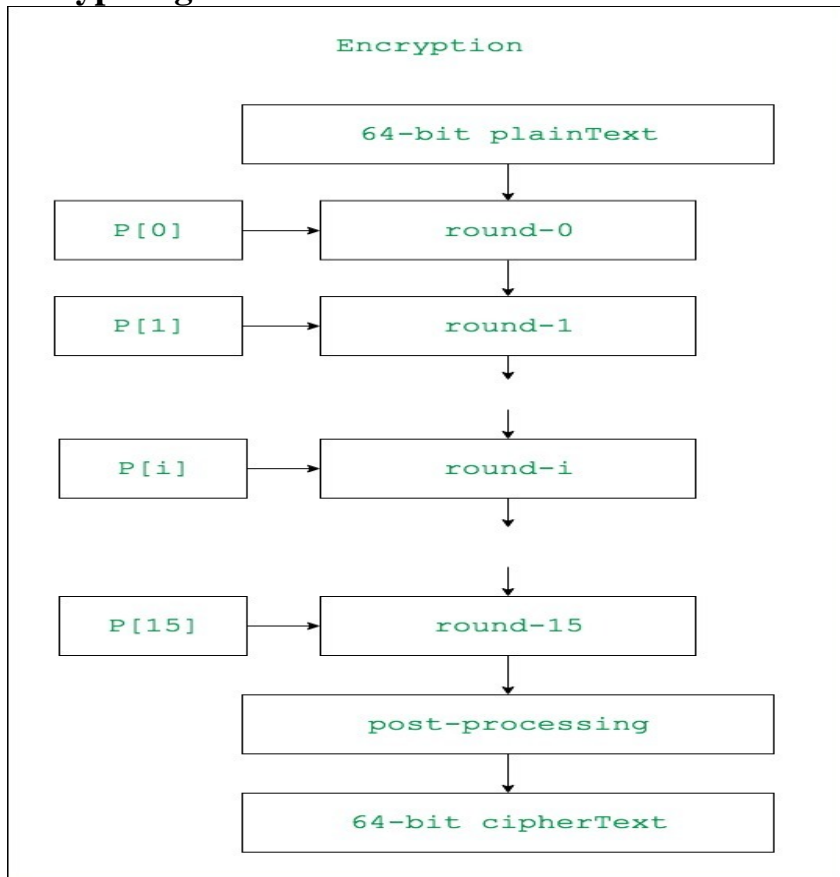 Encryption
64-bit plainText
P[0]
round-0
P[1]
round-1
P[i]
round-i
P[15]
round-15
post-processing
64-bit cipherText